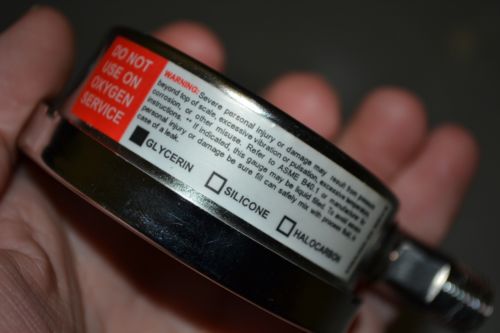 DO NOT
USE ON
OXYGEN
SERVICE
WARNING: Severe personal injury or damage may result from pressure
beyond top of scale, excessive vibration or pulsation, excessive temperature,
corrosion, or other misuse. Refer to ASME B40.1 or manufacturer for
instructions. ** If indicated, this gauge may be liquid filled. To avoid severe
personal injury or damage be sure fill can safely mix with process fluid, in
case of a leak.
GLYCERIN
SILICONE
HALOCARBON